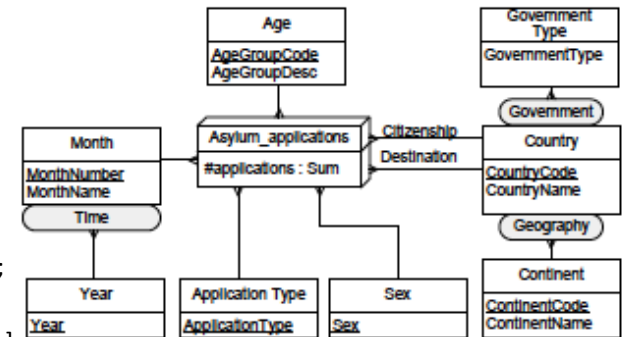 Age
AgeGroupCode
AgeGroupDesc
Government
Type
GovernmentType
Government
Month
MonthNumber
MonthName
Time
Asylum_applications
#applications : Sum
Citizenship
Destination
Country
CountryCode
CountryName
Geography
;
Year
Year
Application Type
ApplicationType
Sex
Sex
Continent
ContinentCode
ContinentName